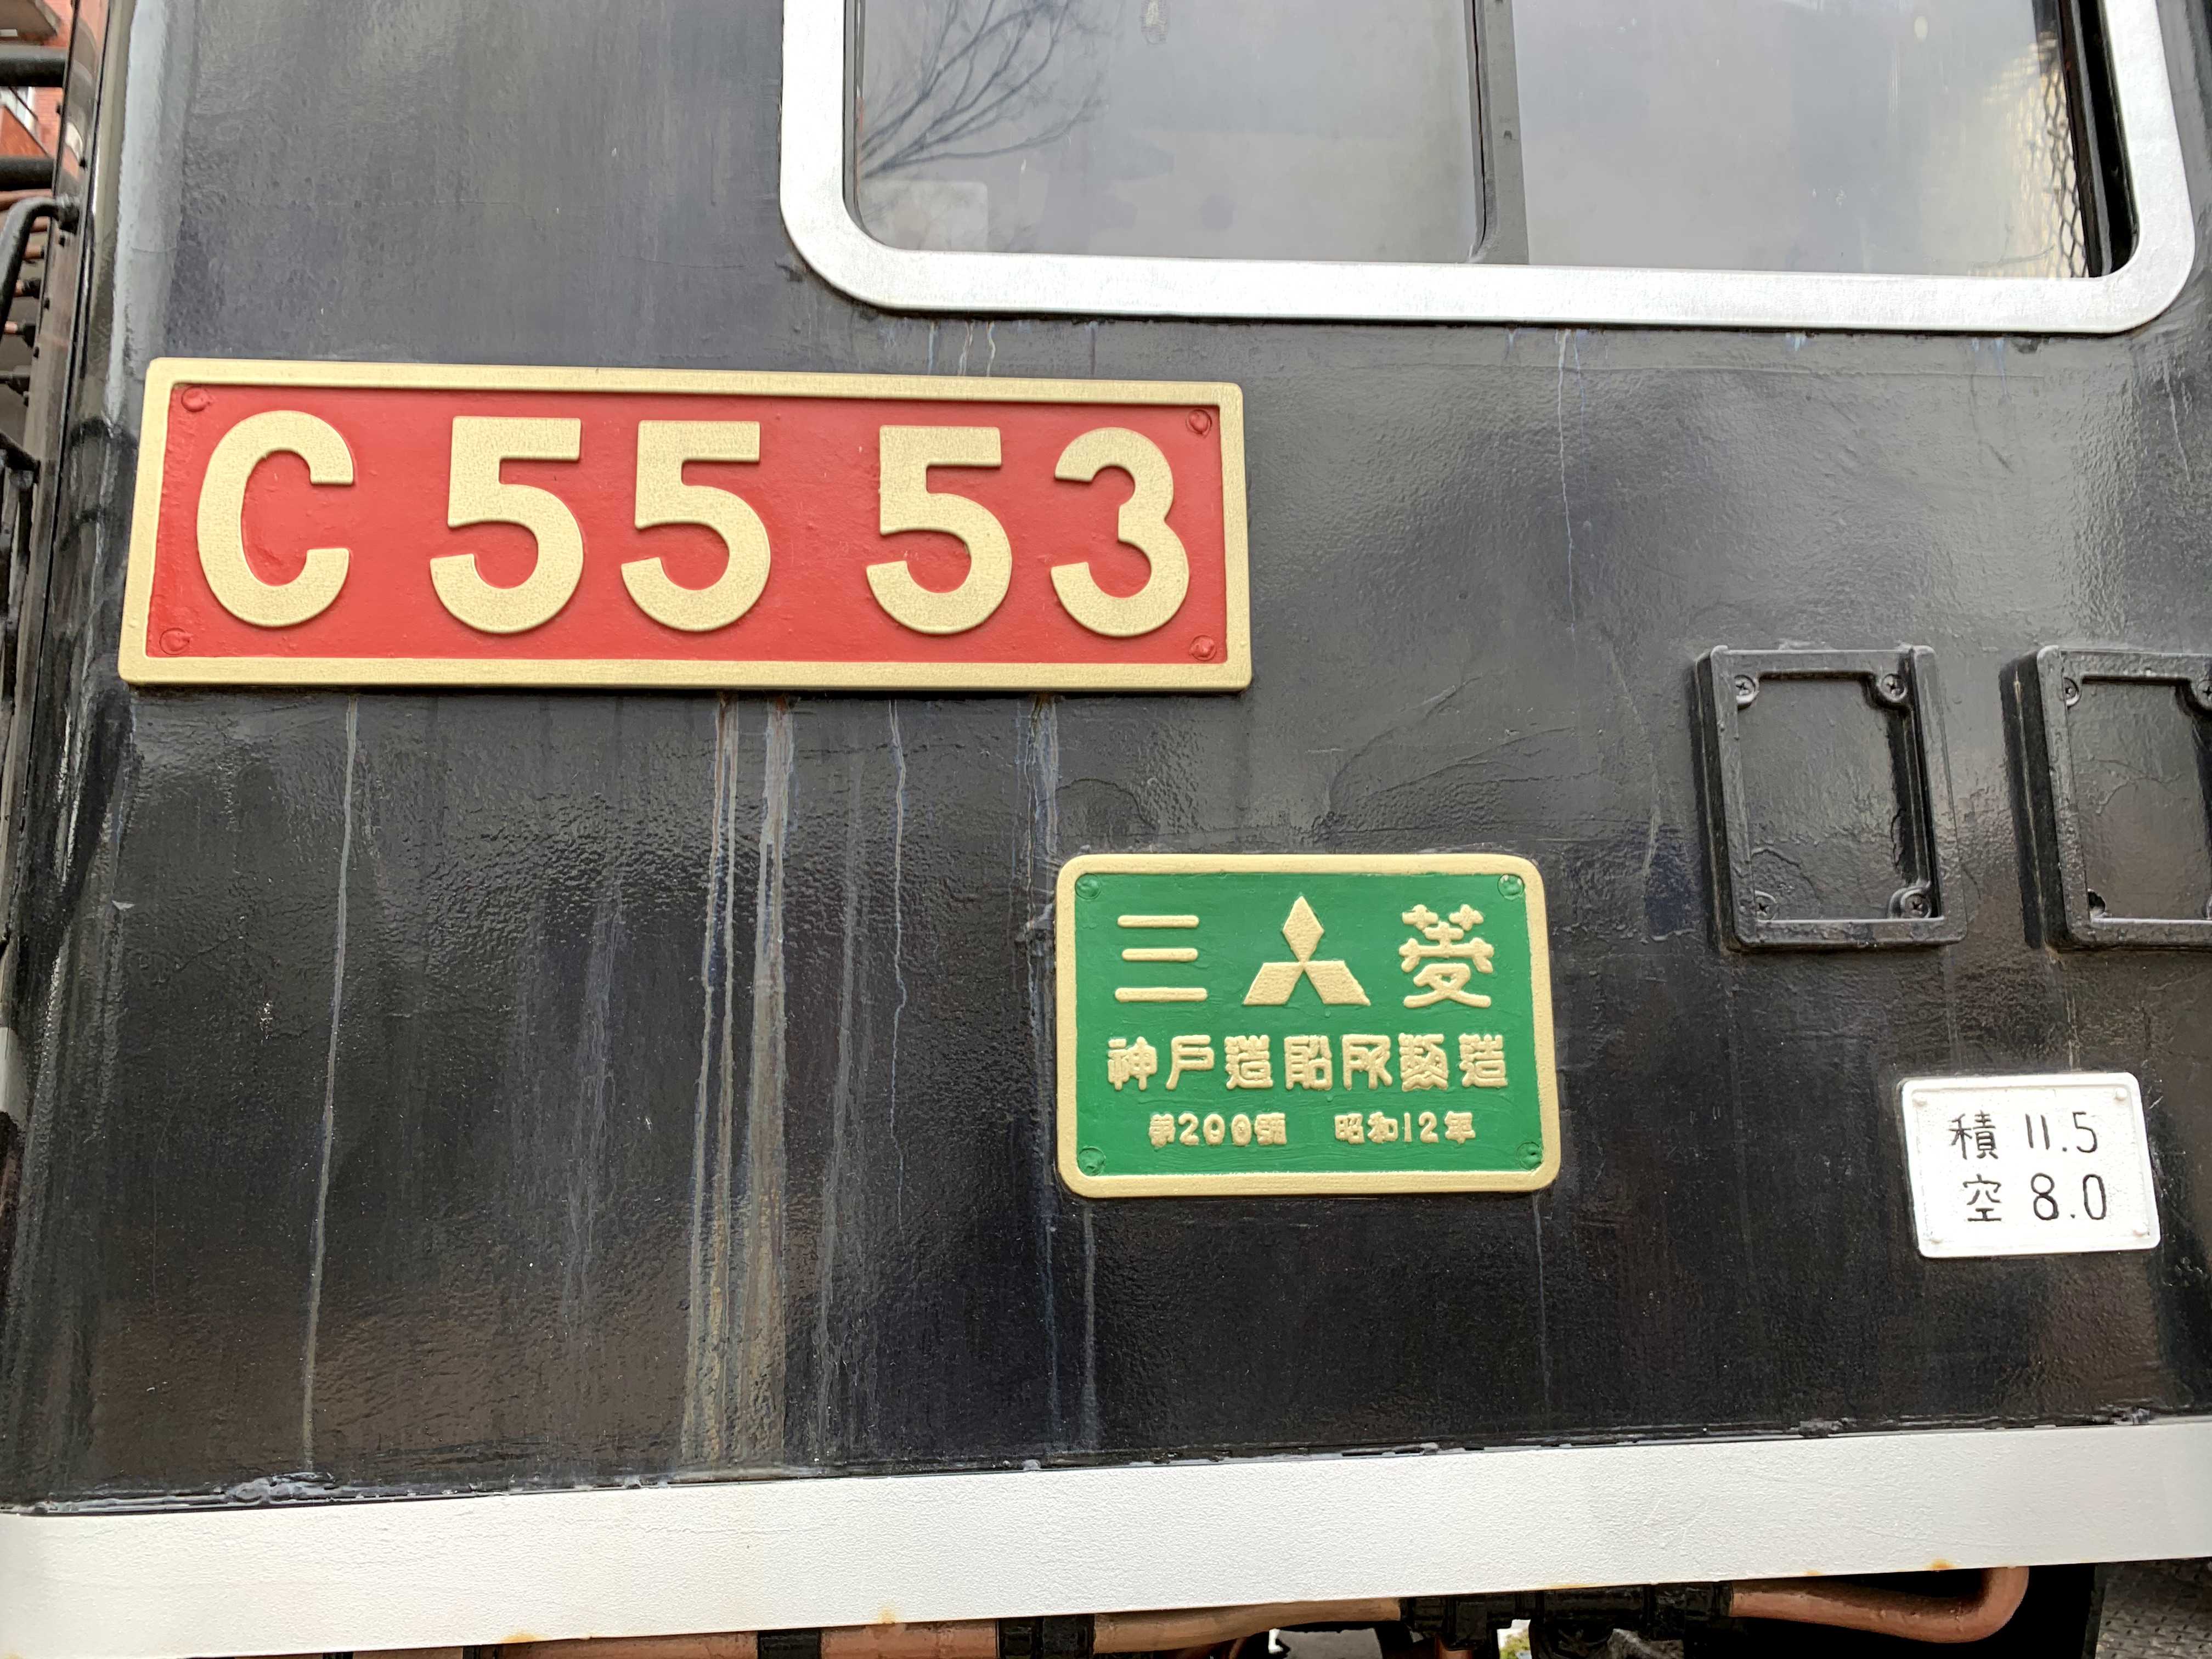 C55 53
三菱
神戸造船所製造
第200號 昭和12年
積 11.5
空 8.0